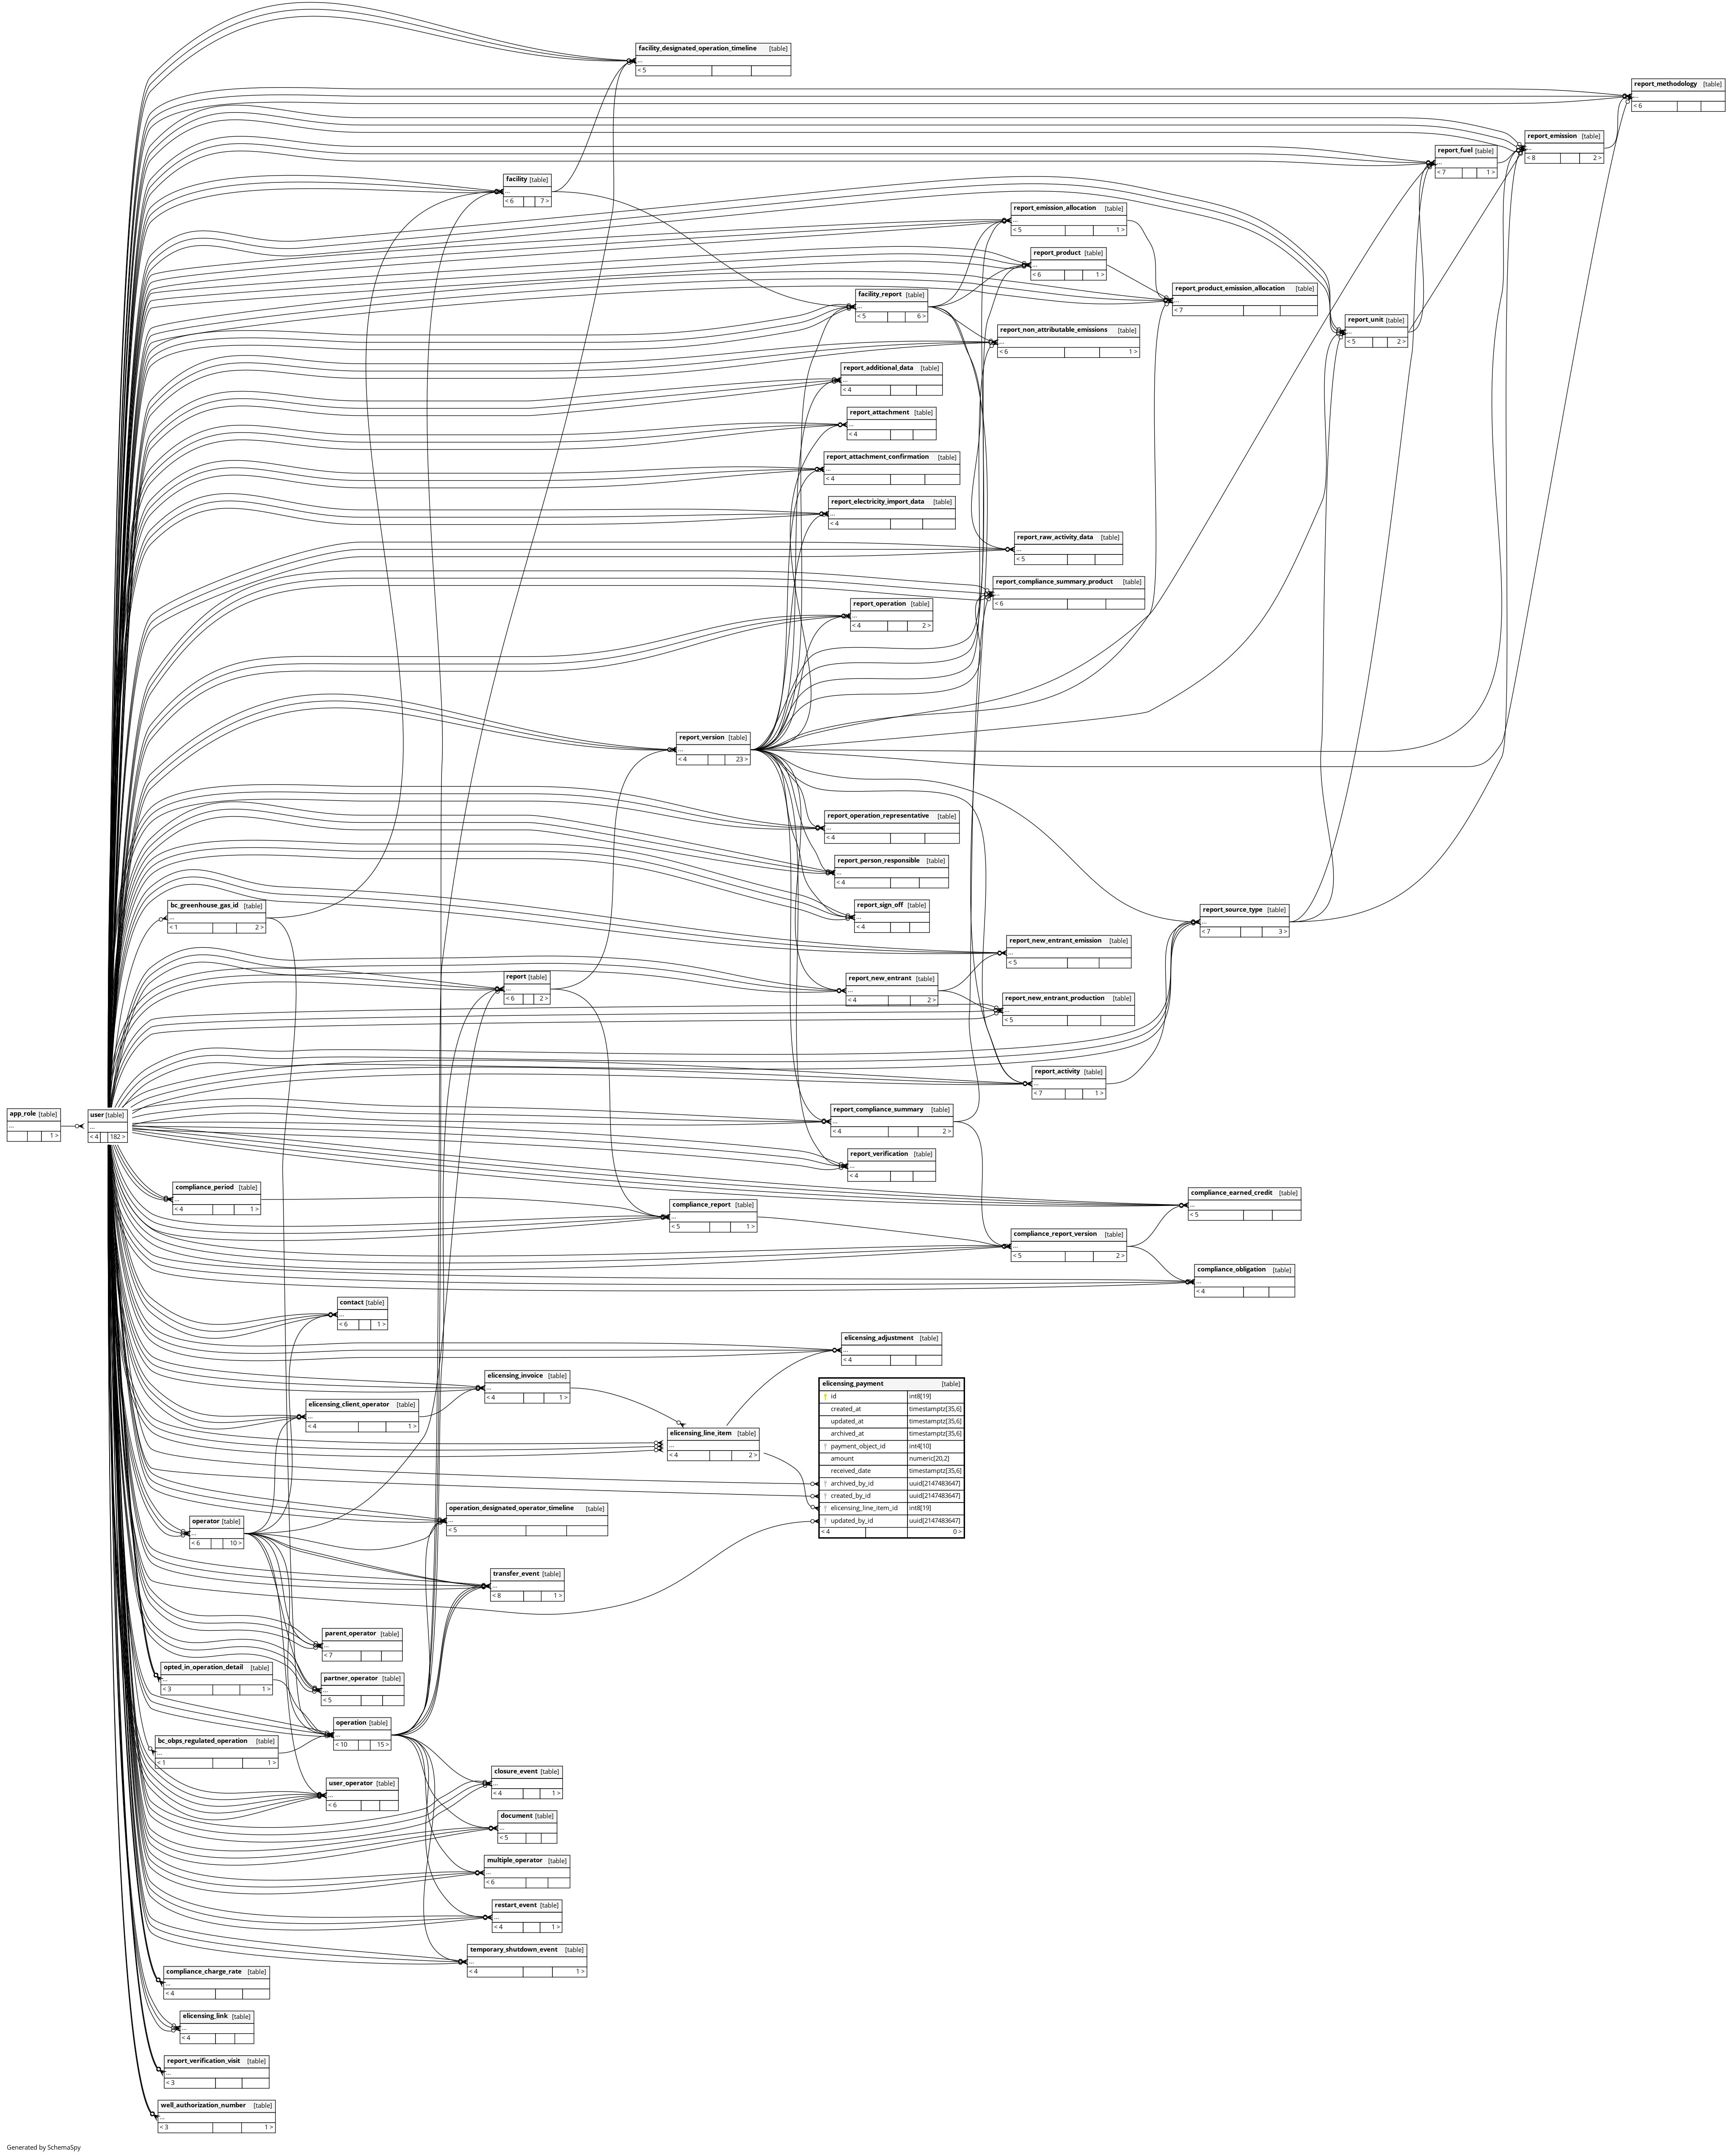 facility_designated_operation_timeline [table]
...
< 5
report_methodology [table]
...
< 6
report_emission [table]
...
< 8 2 >
report_fuel [table]
...
< 7 1 >
facility [table]
...
< 6 7 >
report_emission_allocation [table]
...
< 5 1 >
report_product [table]
...
< 6 1 >
report_product_emission_allocation [table]
...
< 7
facility_report [table]
...
< 5 6 >
report_unit [table]
...
< 5 2 >
report_non_attributable_emissions [table]
...
< 6 1 >
report_additional_data [table]
...
< 4
report_attachment [table]
...
< 4
report_attachment_confirmation [table]
...
< 4
report_electricity_import_data [table]
...
< 4
report_raw_activity_data [table]
...
< 5
report_compliance_summary_product [table]
...
< 6
report_operation [table]
...
< 4 2 >
report_version [table]
...
< 4 23 >
report_operation_representative [table]
...
< 4
report_person_responsible [table]
...
< 4
bc_greenhouse_gas_id [table]
...
< 1 2 >
report_sign_off [table]
...
< 4
report_source_type [table]
...
< 7 3 >
report_new_entrant_emission [table]
...
< 5
report [table]
...
< 6 2 >
report_new_entrant [table]
...
< 4 2 >
report_new_entrant_production [table]
...
< 5
report_activity [table]
...
< 7 1 >
app_role [table]
...
1 >
user [table]
...
< 4 182 >
report_compliance_summary [table]
...
< 4 2 >
report_verification [table]
...
< 4
compliance_period [table]
...
< 4 1 >
compliance_earned_credit [table]
...
< 5
compliance_report [table]
...
< 5 1 >
compliance_report_version [table]
...
< 5 2 >
compliance_obligation [table]
...
< 4
contact [table]
...
< 6 1 >
elicensing_adjustment [table]
...
< 4
elicensing_invoice [table]
...
< 4 1 >
elicensing_payment [table]
id int8[19]
created_at timestamptz[35,6]
updated_at timestamptz[35,6]
archived_at timestamptz[35,6]
payment_object_id int4[10]
amount numeric[20,2]
received_date timestamptz[35,6]
archived_by_id uuid[2147483647]
created_by_id uuid[2147483647]
elicensing_line_item_id int8[19]
updated_by_id uuid[2147483647]
< 4 0 >
elicensing_client_operator [table]
...
< 4 1 >
elicensing_line_item [table]
...
< 4 2 >
operation_designated_operator_timeline [table]
...
< 5
operator [table]
...
< 6 10 >
transfer_event [table]
...
< 8 1 >
parent_operator [table]
...
< 7
opted_in_operation_detail [table]
...
< 3 1 >
partner_operator [table]
...
< 5
operation [table]
...
< 10 15 >
bc_obps_regulated_operation [table]
...
< 1 1 >
closure_event [table]
...
< 4 1 >
user_operator [table]
...
< 6
document [table]
...
< 5
multiple_operator [table]
...
< 6
restart_event [table]
...
< 4 1 >
temporary_shutdown_event [table]
...
< 4 1 >
compliance_charge_rate [table]
...
< 4
elicensing_link [table]
...
< 4
report_verification_visit [table]
...
< 3
well_authorization_number [table]
...
< 3 1 >
Generated by SchemaSpy